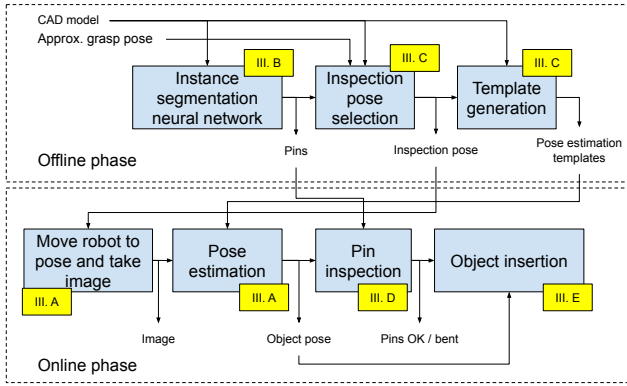 CAD model
Approx. grasp pose
III. B
III. C
III. C
Instance
segmentation
neural network
Inspection
pose
selection
Template
generation
Pins
Inspection pose
Pose estimation
templates
Offline phase
Move robot to
pose and take
image
III. A
Pose
estimation
III. A
Pin
inspection
III. D
Object insertion
III. E
Image
Object pose
Pins OK / bent
Online phase